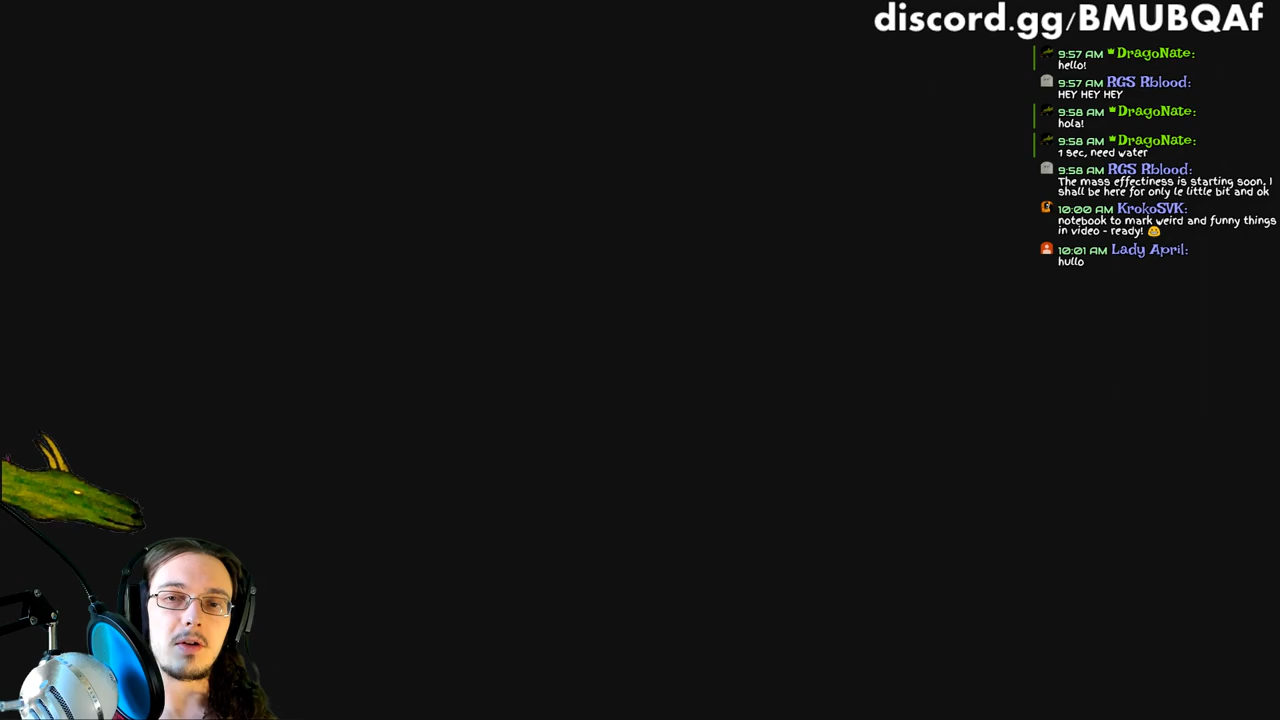 discord.gg/BMUBQAf
9:57 AM DragoNate:
hello!
9:57 AM RGS Rblood:
HEY HEY HEY
9:58 AM DragoNate:
hola!
9:58 AM DragoNate:
1 sec, need water
9:58 AM RGS Rblood:
The mass effectiness is starting soon. I
shall be here for only le little bit and ok
10:00 AM KrokoSVK:
notebook to mark weird and funny things
in video - ready! 😂
10:01 AM Lady April:
hullo